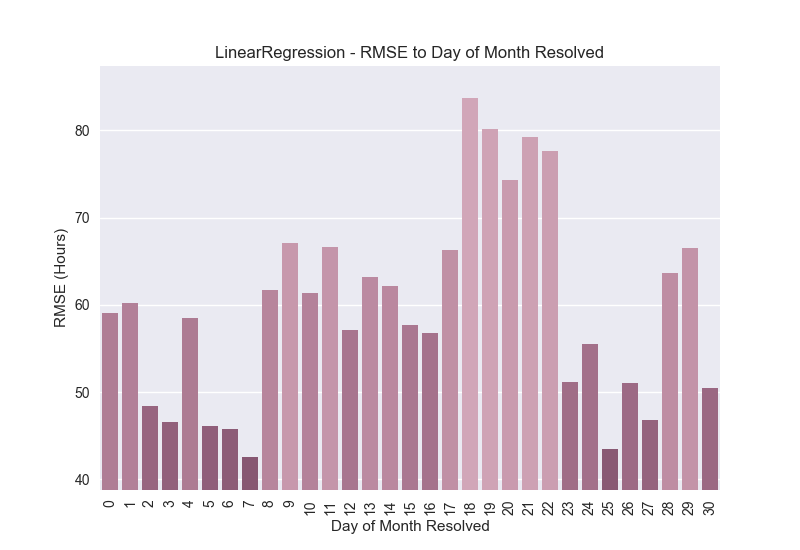 LinearRegression - RMSE to Day of Month Resolved
80
70
60
50
40
RMSE (Hours)
0 1 2 3 4 5 6 7 8 9 10 11 12 13 14 15 16 17 18 19 20 21 22 23 24 25 26 27 28 29 30
Day of Month Resolved